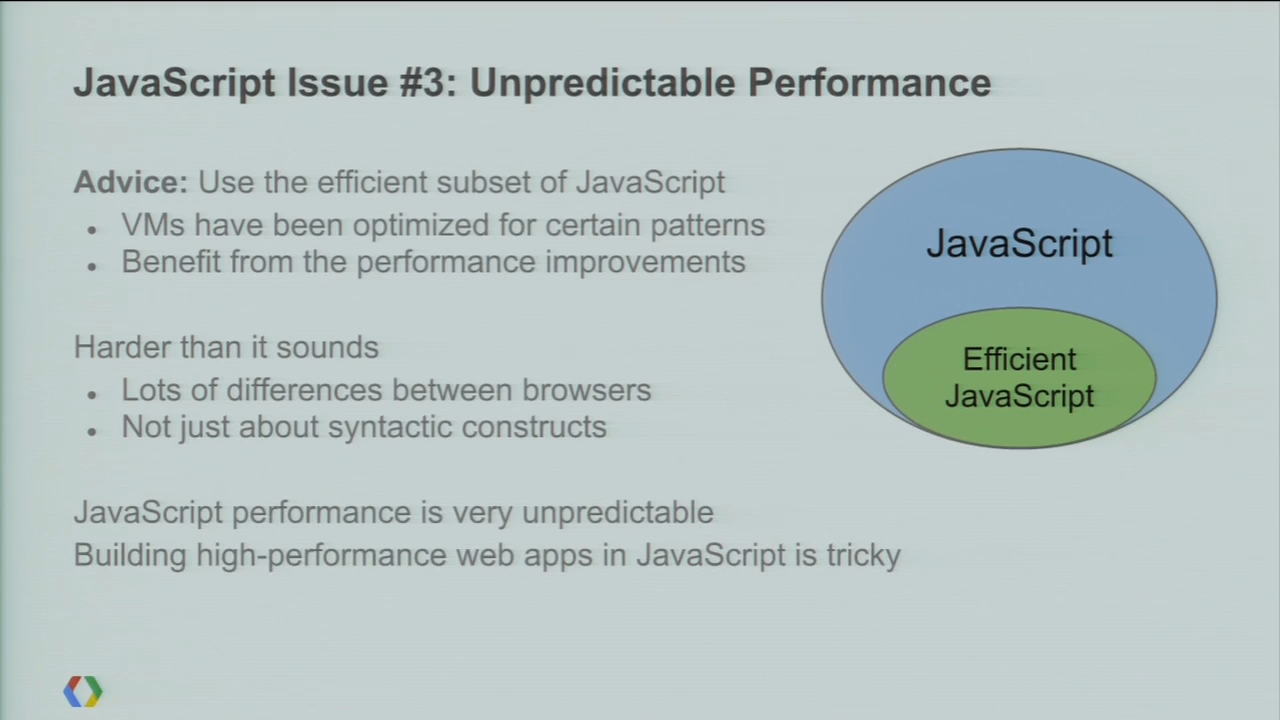 JavaScript Issue #3: Unpredictable Performance
Advice: Use the efficient subset of JavaScript
• VMs have been optimized for certain patterns
• Benefit from the performance improvements
Harder than it sounds
• Lots of differences between browsers
• Not just about syntactic constructs
JavaScript performance is very unpredictable
Building high-performance web apps in JavaScript is tricky
JavaScript
Efficient
JavaScript